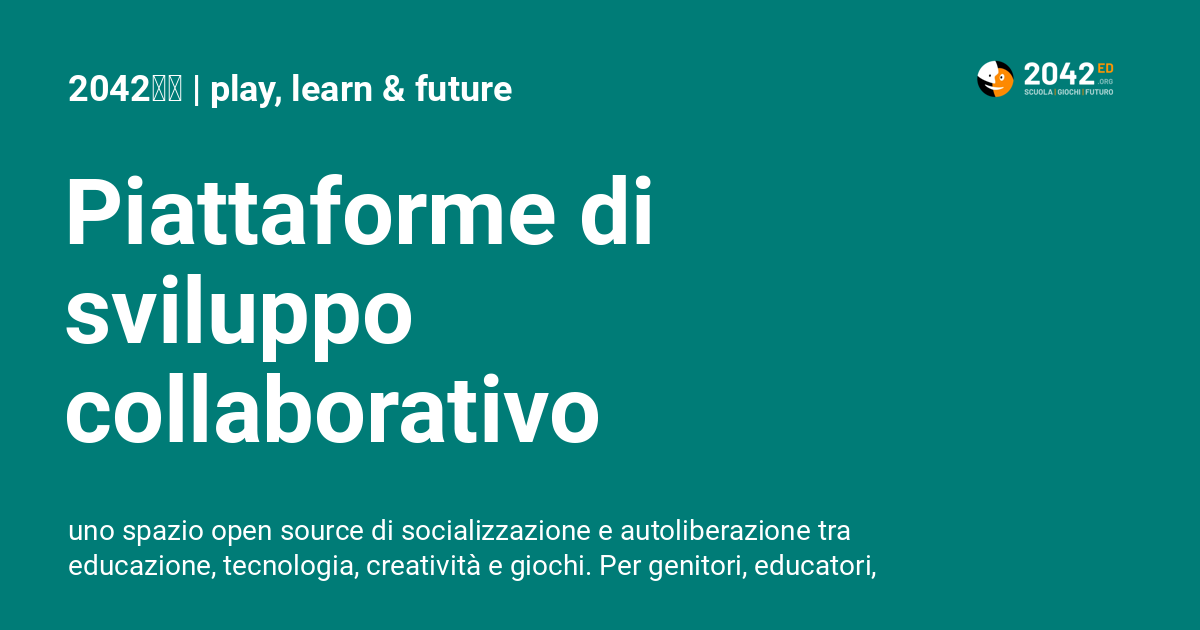 2042 | play, learn & future
2042 ED
.ORG
SCUOLA | GIOCHI | FUTURO
Piattaforme di
sviluppo
collaborativo
uno spazio open source di socializzazione e autoliberazione tra
educazione, tecnologia, creatività e giochi. Per genitori, educatori,